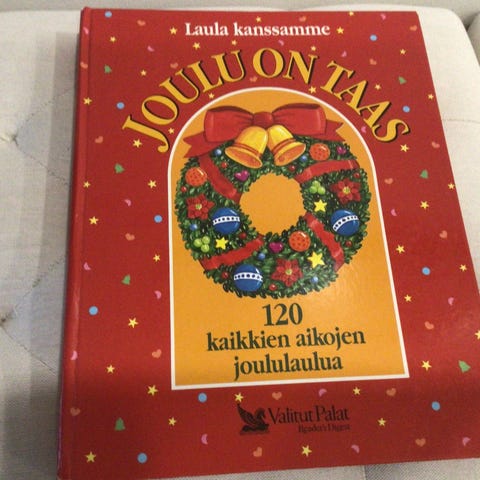 Laula kanssamme
JOULU ON TAAS
120
kaikkien aikojen
joululaulua
Valitut Palat
Reader's Digest